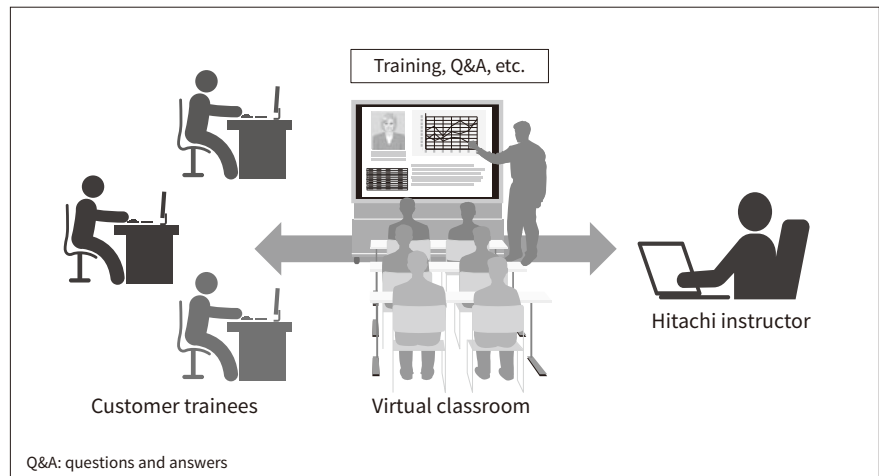 Training, Q&A, etc.
Hitachi instructor
Customer trainees
Virtual classroom
Q&A: questions and answers